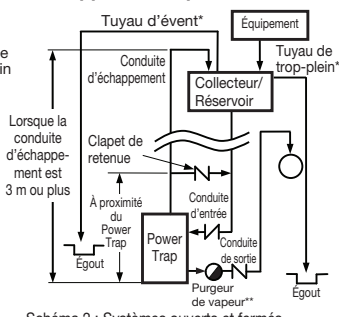 Tuyau d'évent*
Équipement
e
in
Conduite
d'échappement
Tuyau de
trop-plein*
Collecteur/
Réservoir
Lorsque la
conduite
d'échappe-
ment est
3 m ou plus
Clapet de
retenue
À proximité
du
Power
Trap
Conduite
d'entrée
Power
Trap
Conduite
de sortie
Égout
Purgeur
de vapeur**
Égout
Schéma 2 : Systèmes ouverts et fermés